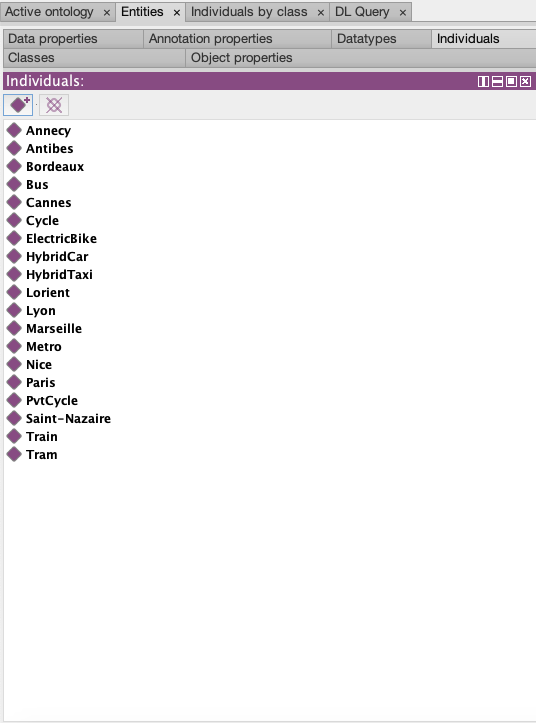 Active ontology × Entities × Individuals by class × DL Query ×
Data properties Annotation properties Datatypes Individuals
Classes Object properties
Individuals:
Annecy
Antibes
Bordeaux
Bus
Cannes
Cycle
ElectricBike
HybridCar
HybridTaxi
Lorient
Lyon
Marseille
Metro
Nice
Paris
PvtCycle
Saint-Nazaire
Train
Tram